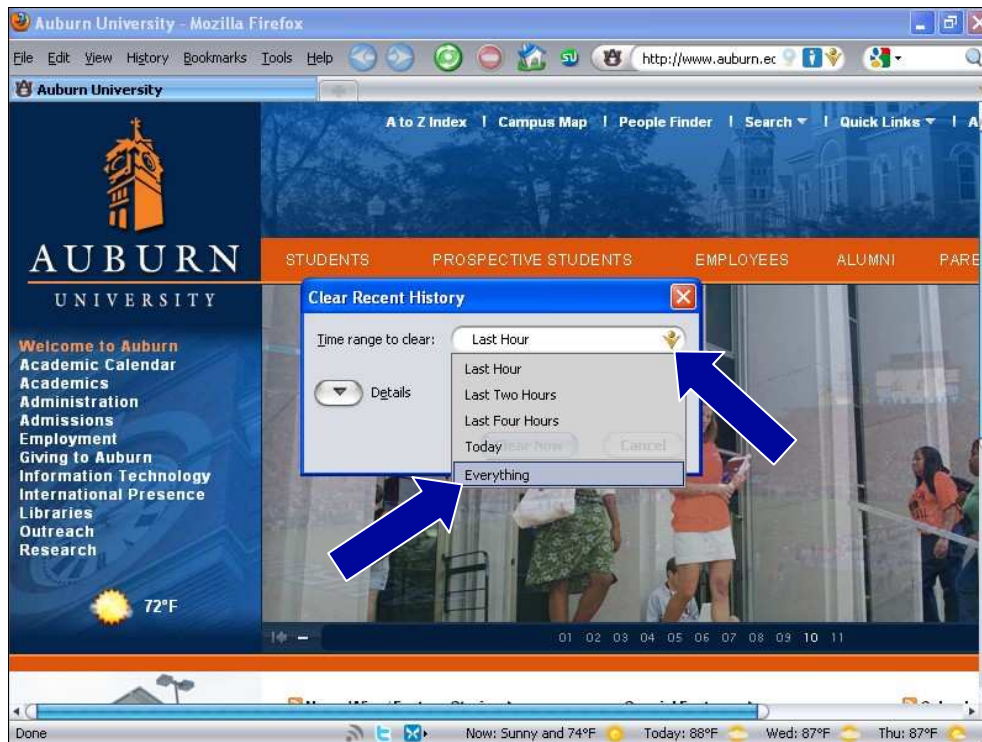 Auburn University - Mozilla Firefox
File Edit View History Bookmarks Tools Help http://www.auburn.ec
Auburn University
A to Z Index | Campus Map | People Finder | Search | Quick Links | A
AUBURN
UNIVERSITY
STUDENTS PROSPECTIVE STUDENTS EMPLOYEES ALUMNI PARE
Clear Recent History
Time range to clear: Last Hour
Last Hour
Last Two Hours
Last Four Hours
Today
Everything
Details
Clear Now Cancel
Welcome to Auburn
Academic Calendar
Academics
Administration
Admissions
Employment
Giving to Auburn
Information Technology
International Presence
Libraries
Outreach
Research
72°F
01 02 03 04 05 06 07 08 09 10 11
Done Now: Sunny and 74°F Today: 88°F Wed: 87°F Thu: 87°F